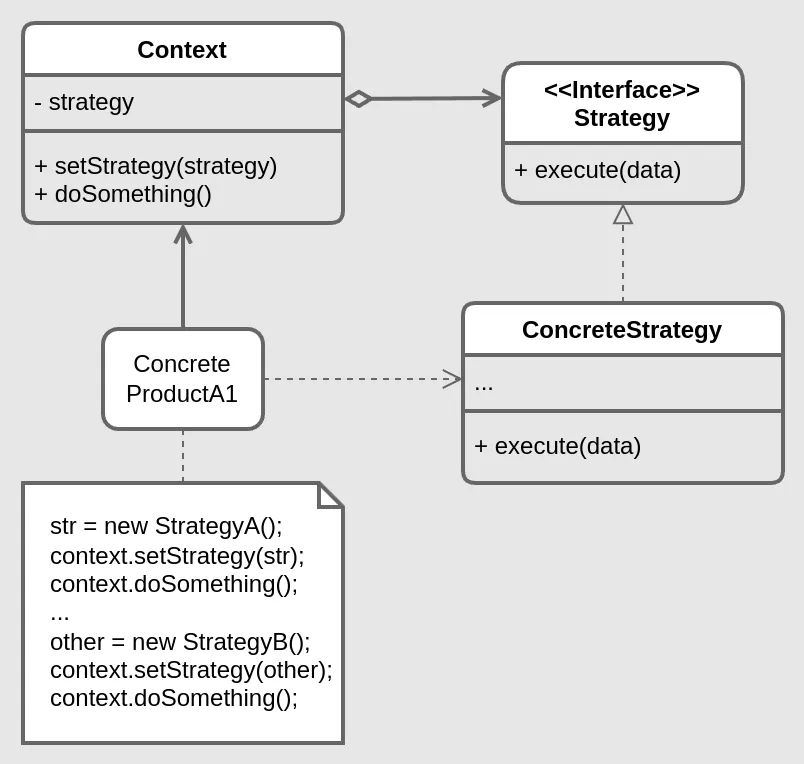 Context
- strategy
+ setStrategy(strategy)
+ doSomething()
<<Interface>>
Strategy
+ execute(data)
ConcreteStrategy
...
+ execute(data)
Concrete
ProductA1
str = new StrategyA();
context.setStrategy(str);
context.doSomething();
...
other = new StrategyB();
context.setStrategy(other);
context.doSomething();